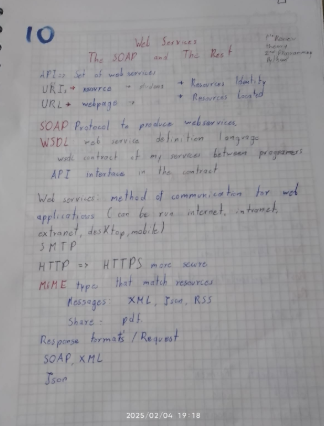 10
Web Services
The SOAP and The Rest
API => Set of web services
URI → source → + Resources Identity
URL → webpage → + Resources Located
SOAP Protocol to produce webservices
WSDL web service definition language
work contract of my services between programers
API interface in the contract
Web services: method of communication for web
applications (can be run internet, intranet,
extranet, desktop, mobile)
SMTP
HTTP => HTTPS more secure
MIME types that match resources
Messages XML, Json, RSS
Share: pdf
Response formats / Request
SOAP, XML
Json
2025/02/04 19:18